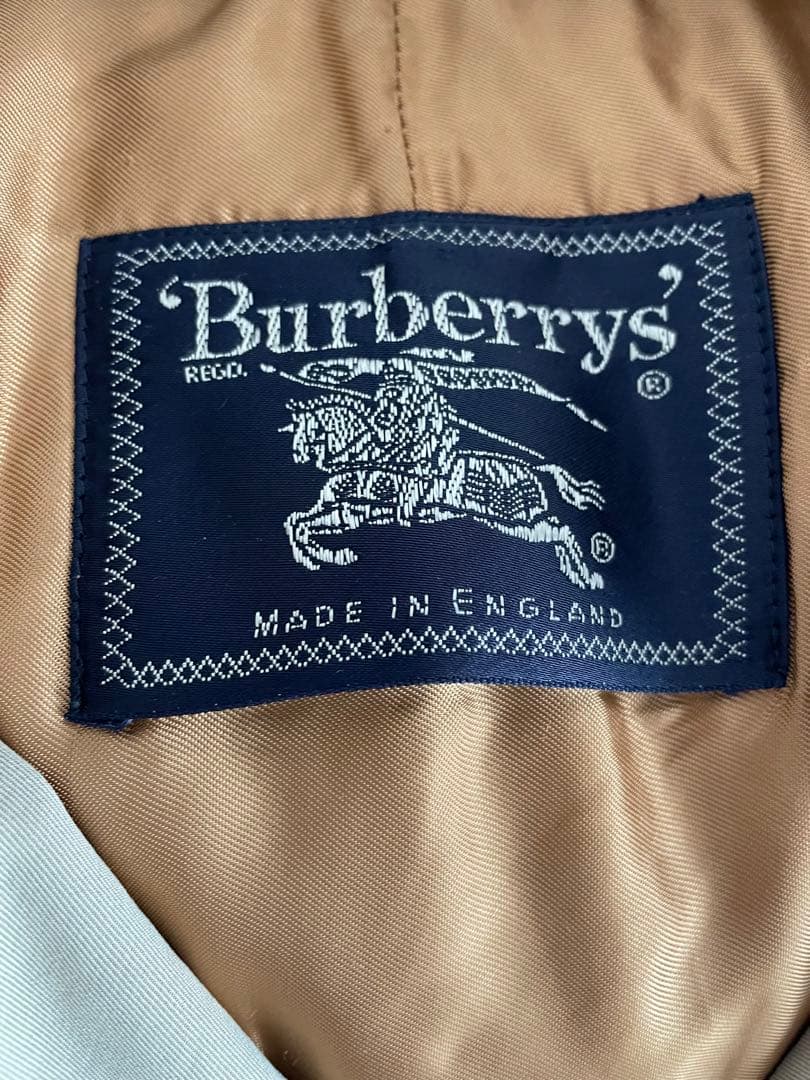 'Burberrys'
REGD. ®
®
MADE IN ENGLAND